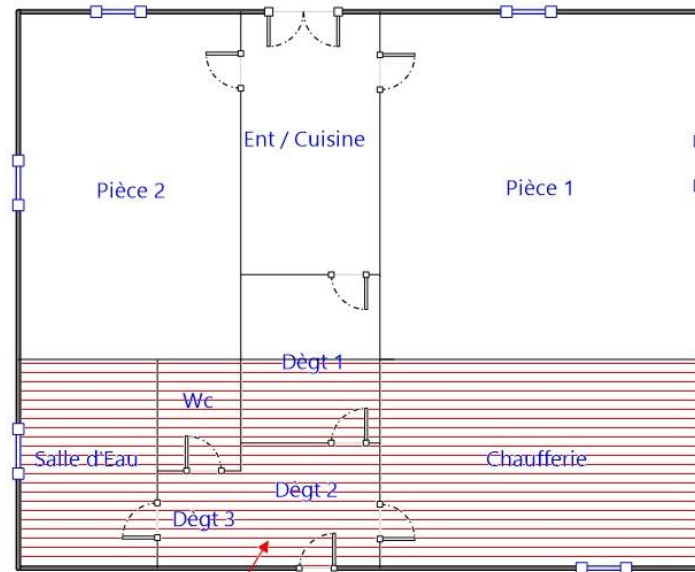 Ent / Cuisine
Pièce 2
Pièce 1
Dègt 1
Wc
Salle d'Eau
Chaufferie
Dègt 2
Dègt 3